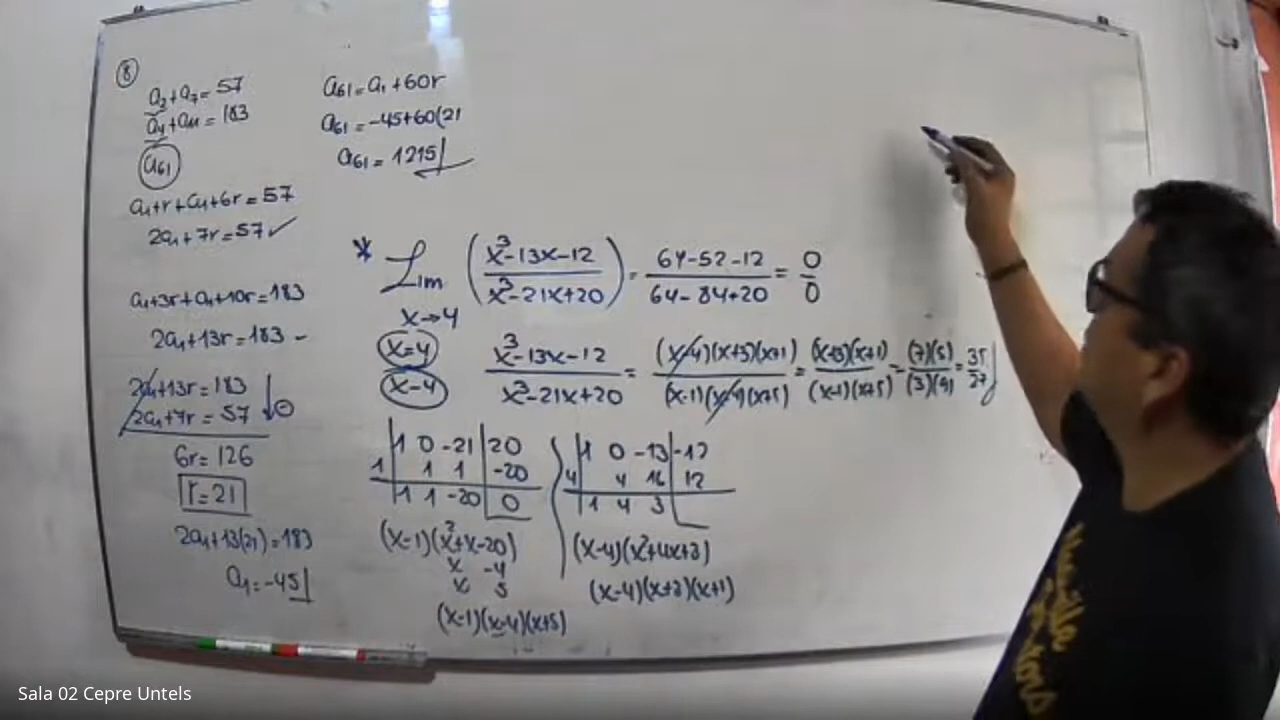 8
a₂+a₇=57
a₄+a₁₁=183
a₆₁
a₁+r+a₁+6r=57
2a₁+7r=57 ✓
a₁+3r+a₁+10r=183
2a₁+13r=183 -
2a₁+13r=183
2a₁+7r=57
6r=126
r=21
2a₁+13(21)=183
a₁=-45
a₆₁=a₁+60r
a₆₁=-45+60(21
a₆₁=1215
* Lim (x³-13x-12 / x³-21x+20) = 64-52-12 / 64-84+20 = 0/0
x→4
x=4
x-4
x³-13x-12 / x³-21x+20 = (x-4)(x+3)(x+1) / (x-1)(x-4)(x+5) = (x+3)(x+1) / (x-1)(x+5) = (7)(5) / (3)(9) = 35/27
1 0 -21 20
1 1 1 -20
1 1 -20 0
(x-1)(x²+x-20)
x -4
x 5
(x-1)(x-4)(x+5)
1 0 -13 -12
4 4 16 12
1 4 3
(x-4)(x²+4x+3)
(x-4)(x+3)(x+1)
Sala 02 Cepre Untels